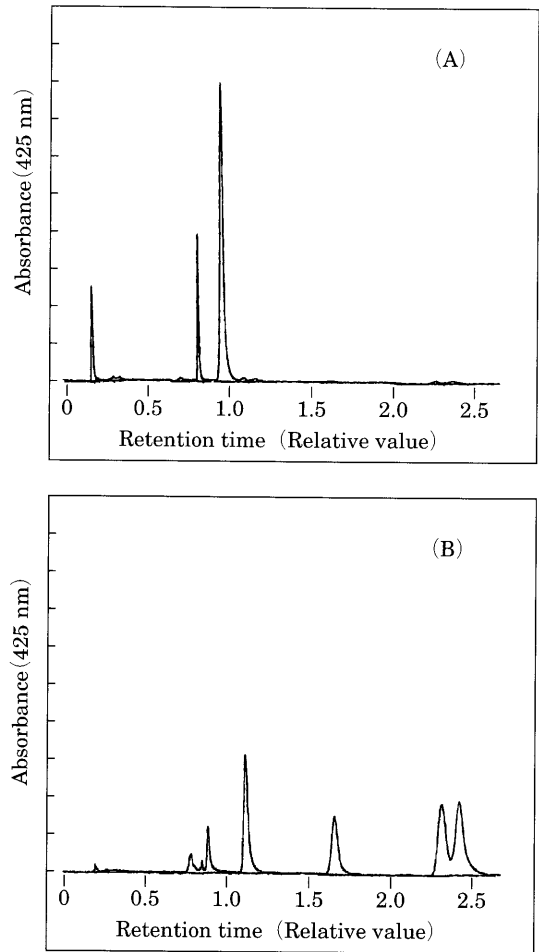 (A)
Absorbance (425 nm)
0 0.5 1.0 1.5 2.0 2.5
Retention time (Relative value)
(B)
Absorbance (425 nm)
0 0.5 1.0 1.5 2.0 2.5
Retention time (Relative value)